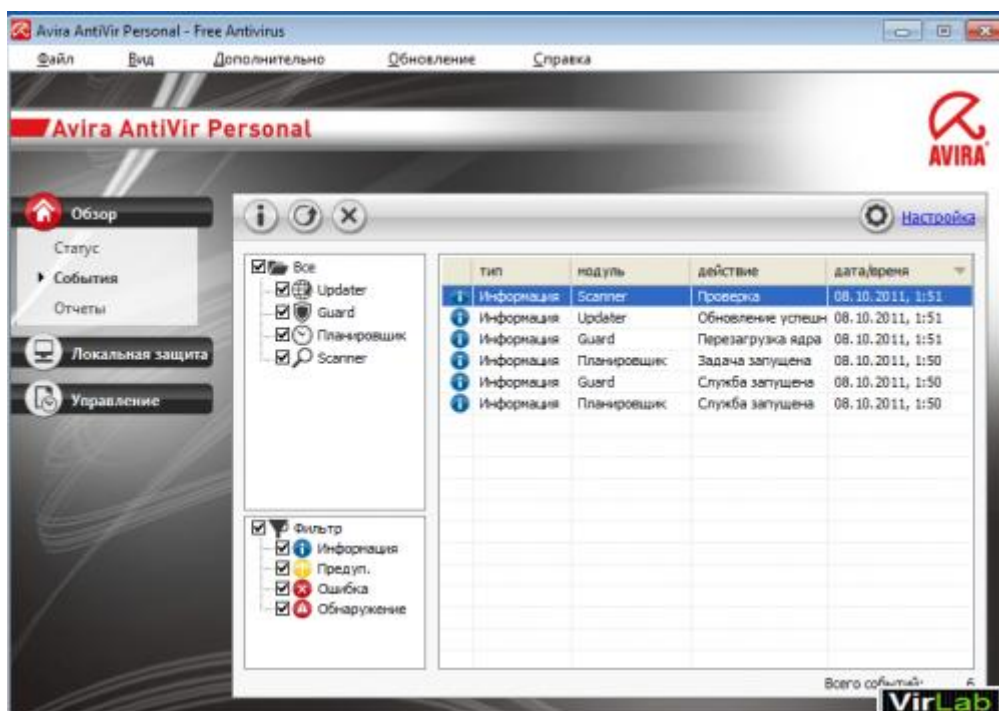 Avira AntiVir Personal - Free Antivirus
Файл Вид Дополнительно Обновление Справка
Avira AntiVir Personal
AVIRA
Обзор
Статус
События
Отчеты
Локальная защита
Управление
Настройка
Все
Updater
Guard
Планировщик
Scanner
Фильтр
Информация
Предуп.
Ошибка
Обнаружение
тип модуль действие дата/время
Информация Scanner Проверка 08.10.2011, 1:51
Информация Updater Обновление успешн 08.10.2011, 1:51
Информация Guard Перезагрузка ядра 08.10.2011, 1:51
Информация Планировщик Задача запущена 08.10.2011, 1:50
Информация Guard Служба запущена 08.10.2011, 1:50
Информация Планировщик Служба запущена 08.10.2011, 1:50
Всего событий: 6
VirLab